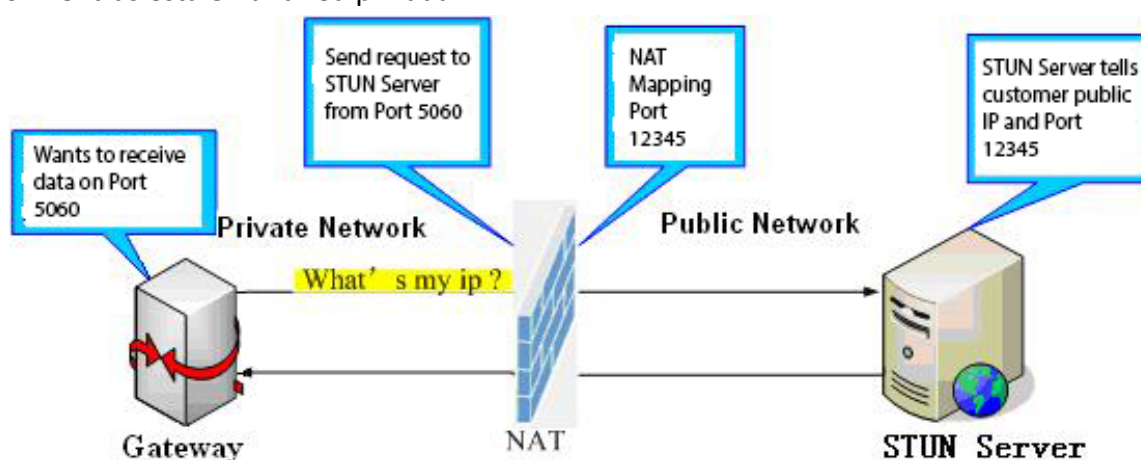 Send request to
STUN Server
from Port 5060
NAT
Mapping
Port
12345
STUN Server tells
customer public
IP and Port
12345
Wants to receive
data on Port
5060
Private Network
Public Network
What's my ip ?
Gateway
NAT
STUN Server